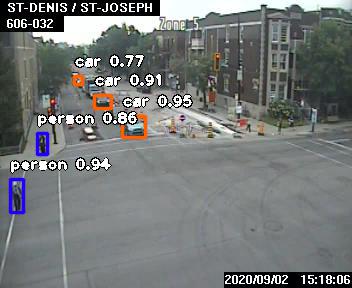 ST-DENIS / ST-JOSEPH
606-032
Zone 5
car 0.77
car 0.91
car 0.95
person 0.86
person 0.94
2020/09/02 15:18:06